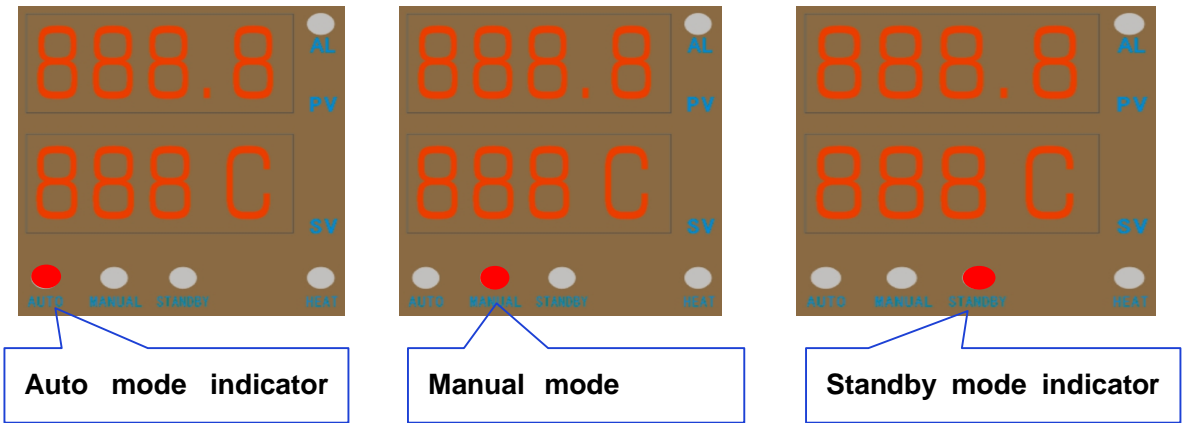 888.8
AL
PV
888 C
SV
AUTO MANUAL STANDBY HEAT
Auto mode indicator
888.8
AL
PV
888 C
SV
AUTO MANUAL STANDBY HEAT
Manual mode
888.8
AL
PV
888 C
SV
AUTO MANUAL STANDBY HEAT
Standby mode indicator